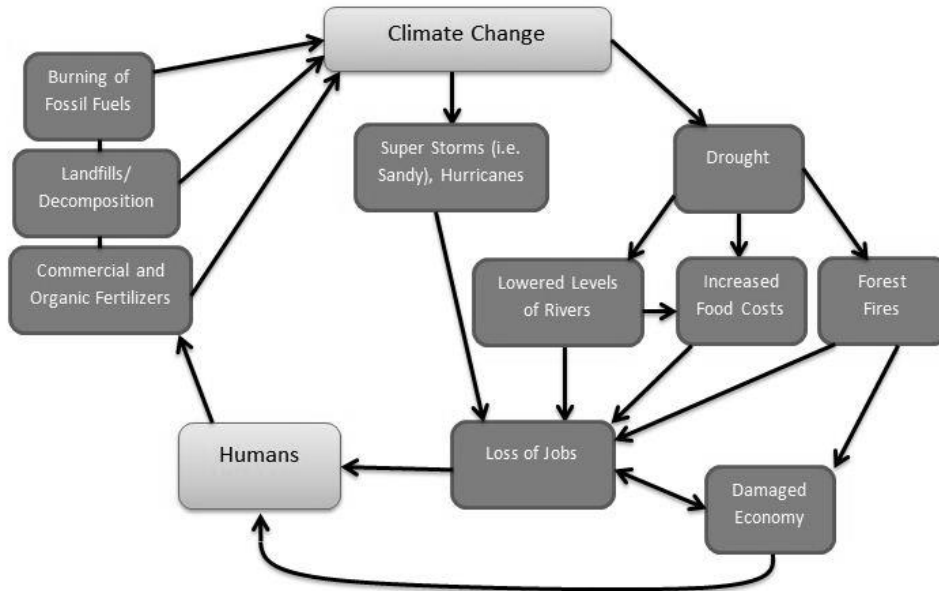 Climate Change
Burning of
Fossil Fuels
Landfills/
Decomposition
Commercial and
Organic Fertilizers
Super Storms (i.e.
Sandy), Hurricanes
Drought
Lowered Levels
of Rivers
Increased
Food Costs
Forest
Fires
Humans
Loss of Jobs
Damaged
Economy